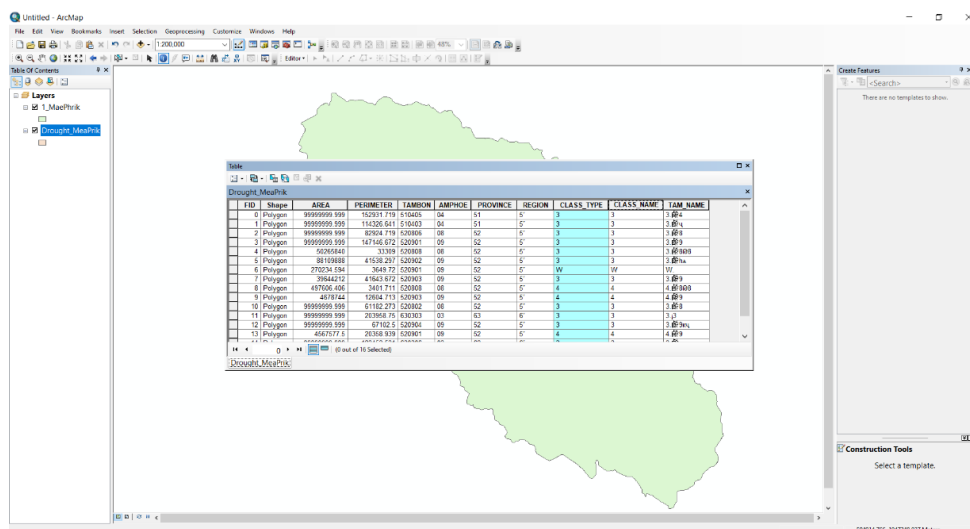 Untitled - ArcMap
File Edit View Bookmarks Insert Selection Geoprocessing Customize Windows Help
1:200,000
48%
Editor
Table Of Contents
Create Features
<Search>
There are no templates to show.
Layers
1_MaePhrik
Drought_MeaPrik
Table
Drought_MeaPrik
FID Shape AREA PERIMETER TAMBON AMPHOE PROVINCE REGION CLASS_TYPE CLASS_NAME TAM_NAME
0 Polygon 99999999.999 152931.719 510405 04 51 5' 3 3
1 Polygon 99999999.999 114326.641 510403 04 51 5' 3 3
2 Polygon 99999999.999 82924.719 520806 08 52 5' 3 3
3 Polygon 99999999.999 147146.672 520901 09 52 5' 3 3
4 Polygon 50265840 33309 520808 08 52 5' 3 3
5 Polygon 88109888 41538.297 520902 09 52 5' 3 3
6 Polygon 270234.594 3649.72 520901 09 52 5' W W W
7 Polygon 39644212 41643.672 520903 09 52 5' 3 3
8 Polygon 497606.406 3401.711 520808 08 52 5' 4 4
9 Polygon 4678744 12604.713 520903 09 52 5' 4 4
10 Polygon 99999999.999 61182.273 520802 08 52 5' 3 3
11 Polygon 99999999.999 203958.75 630303 03 63 6' 3 3
12 Polygon 99999999.999 67102.5 520904 09 52 5' 3 3
13 Polygon 4567577.5 20358.939 520901 09 52 5' 4 4
0 (0 out of 16 Selected)
Drought_MeaPrik
Construction Tools
Select a template.